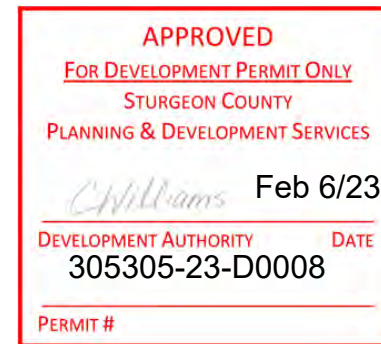 APPROVED
FOR DEVELOPMENT PERMIT ONLY
STURGEON COUNTY
PLANNING & DEVELOPMENT SERVICES
CWilliams Feb 6/23
DEVELOPMENT AUTHORITY DATE
305305-23-D0008
PERMIT #